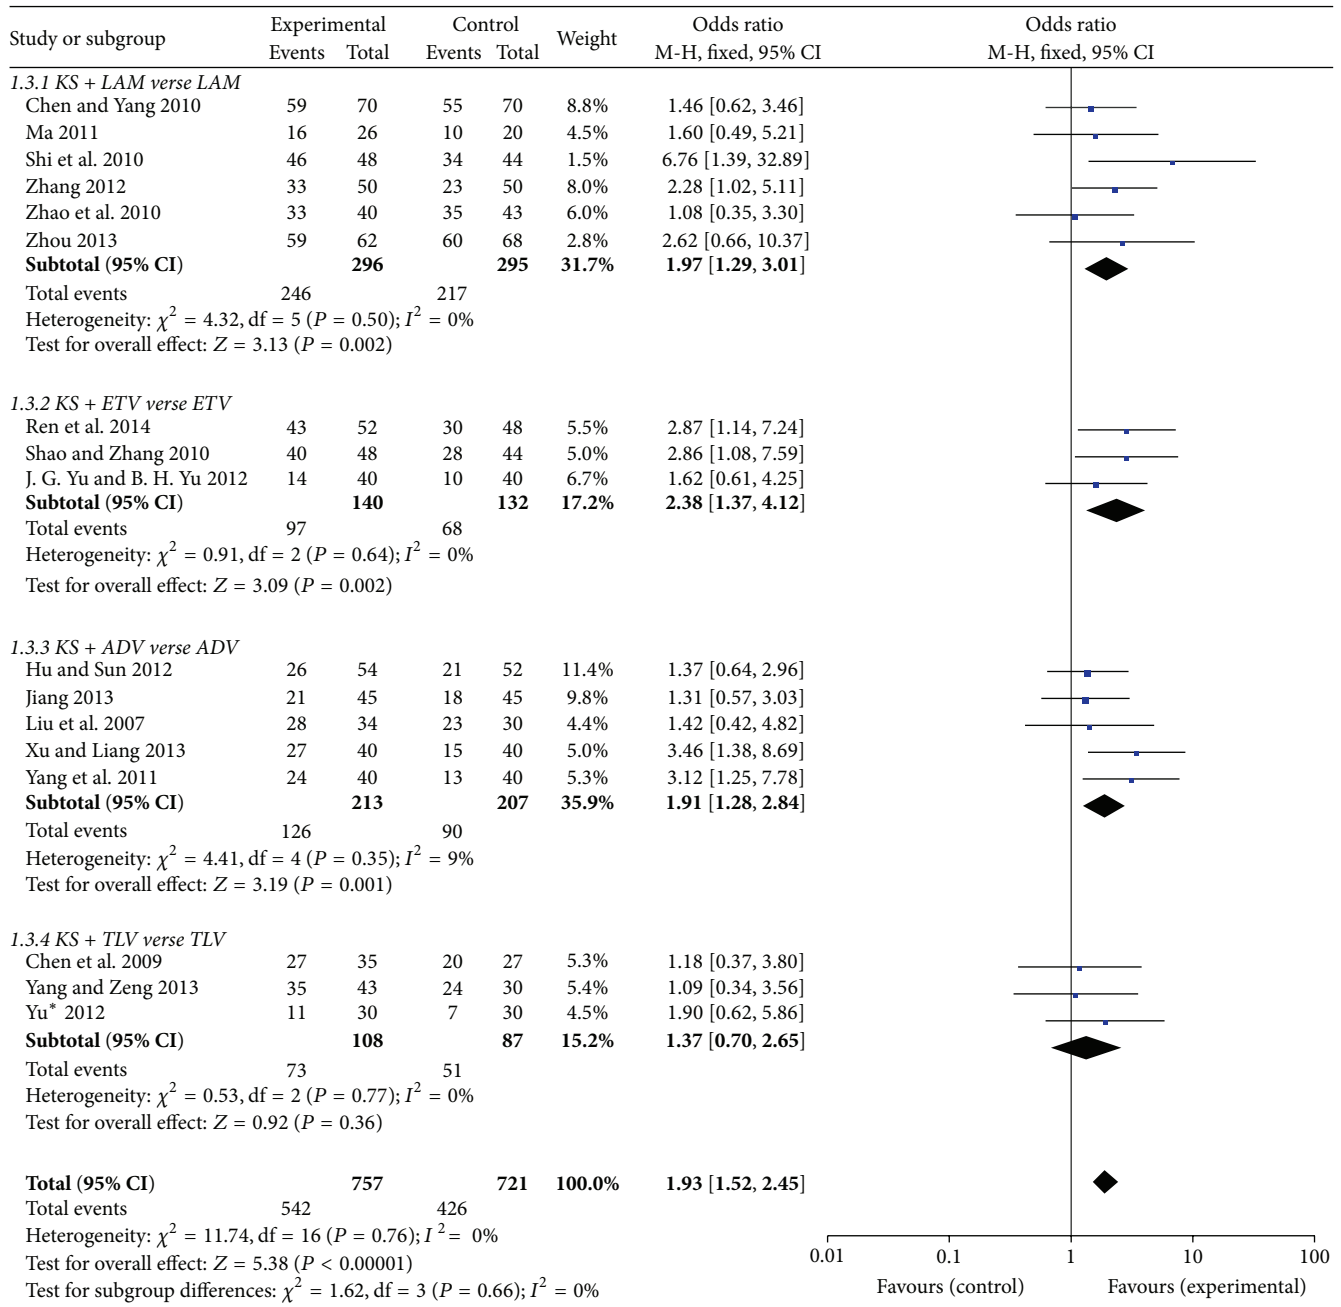 Study or subgroup Experimental Control Weight Odds ratio Odds ratio
Events Total Events Total M-H, fixed, 95% CI M-H, fixed, 95% CI
1.3.1 KS + LAM verse LAM
Chen and Yang 2010 59 70 55 70 8.8% 1.46 [0.62, 3.46]
Ma 2011 16 26 10 20 4.5% 1.60 [0.49, 5.21]
Shi et al. 2010 46 48 34 44 1.5% 6.76 [1.39, 32.89]
Zhang 2012 33 50 23 50 8.0% 2.28 [1.02, 5.11]
Zhao et al. 2010 33 40 35 43 6.0% 1.08 [0.35, 3.30]
Zhou 2013 59 62 60 68 2.8% 2.62 [0.66, 10.37]
Subtotal (95% CI) 296 295 31.7% 1.97 [1.29, 3.01]
Total events 246 217
Heterogeneity: χ² = 4.32, df = 5 (P = 0.50); I² = 0%
Test for overall effect: Z = 3.13 (P = 0.002)
1.3.2 KS + ETV verse ETV
Ren et al. 2014 43 52 30 48 5.5% 2.87 [1.14, 7.24]
Shao and Zhang 2010 40 48 28 44 5.0% 2.86 [1.08, 7.59]
J. G. Yu and B. H. Yu 2012 14 40 10 40 6.7% 1.62 [0.61, 4.25]
Subtotal (95% CI) 140 132 17.2% 2.38 [1.37, 4.12]
Total events 97 68
Heterogeneity: χ² = 0.91, df = 2 (P = 0.64); I² = 0%
Test for overall effect: Z = 3.09 (P = 0.002)
1.3.3 KS + ADV verse ADV
Hu and Sun 2012 26 54 21 52 11.4% 1.37 [0.64, 2.96]
Jiang 2013 21 45 18 45 9.8% 1.31 [0.57, 3.03]
Liu et al. 2007 28 34 23 30 4.4% 1.42 [0.42, 4.82]
Xu and Liang 2013 27 40 15 40 5.0% 3.46 [1.38, 8.69]
Yang et al. 2011 24 40 13 40 5.3% 3.12 [1.25, 7.78]
Subtotal (95% CI) 213 207 35.9% 1.91 [1.28, 2.84]
Total events 126 90
Heterogeneity: χ² = 4.41, df = 4 (P = 0.35); I² = 9%
Test for overall effect: Z = 3.19 (P = 0.001)
1.3.4 KS + TLV verse TLV
Chen et al. 2009 27 35 20 27 5.3% 1.18 [0.37, 3.80]
Yang and Zeng 2013 35 43 24 30 5.4% 1.09 [0.34, 3.56]
Yu* 2012 11 30 7 30 4.5% 1.90 [0.62, 5.86]
Subtotal (95% CI) 108 87 15.2% 1.37 [0.70, 2.65]
Total events 73 51
Heterogeneity: χ² = 0.53, df = 2 (P = 0.77); I² = 0%
Test for overall effect: Z = 0.92 (P = 0.36)
Total (95% CI) 757 721 100.0% 1.93 [1.52, 2.45]
Total events 542 426
Heterogeneity: χ² = 11.74, df = 16 (P = 0.76); I² = 0%
Test for overall effect: Z = 5.38 (P < 0.00001)
Test for subgroup differences: χ² = 1.62, df = 3 (P = 0.66); I² = 0%
0.01 0.1 1 10 100
Favours (control) Favours (experimental)